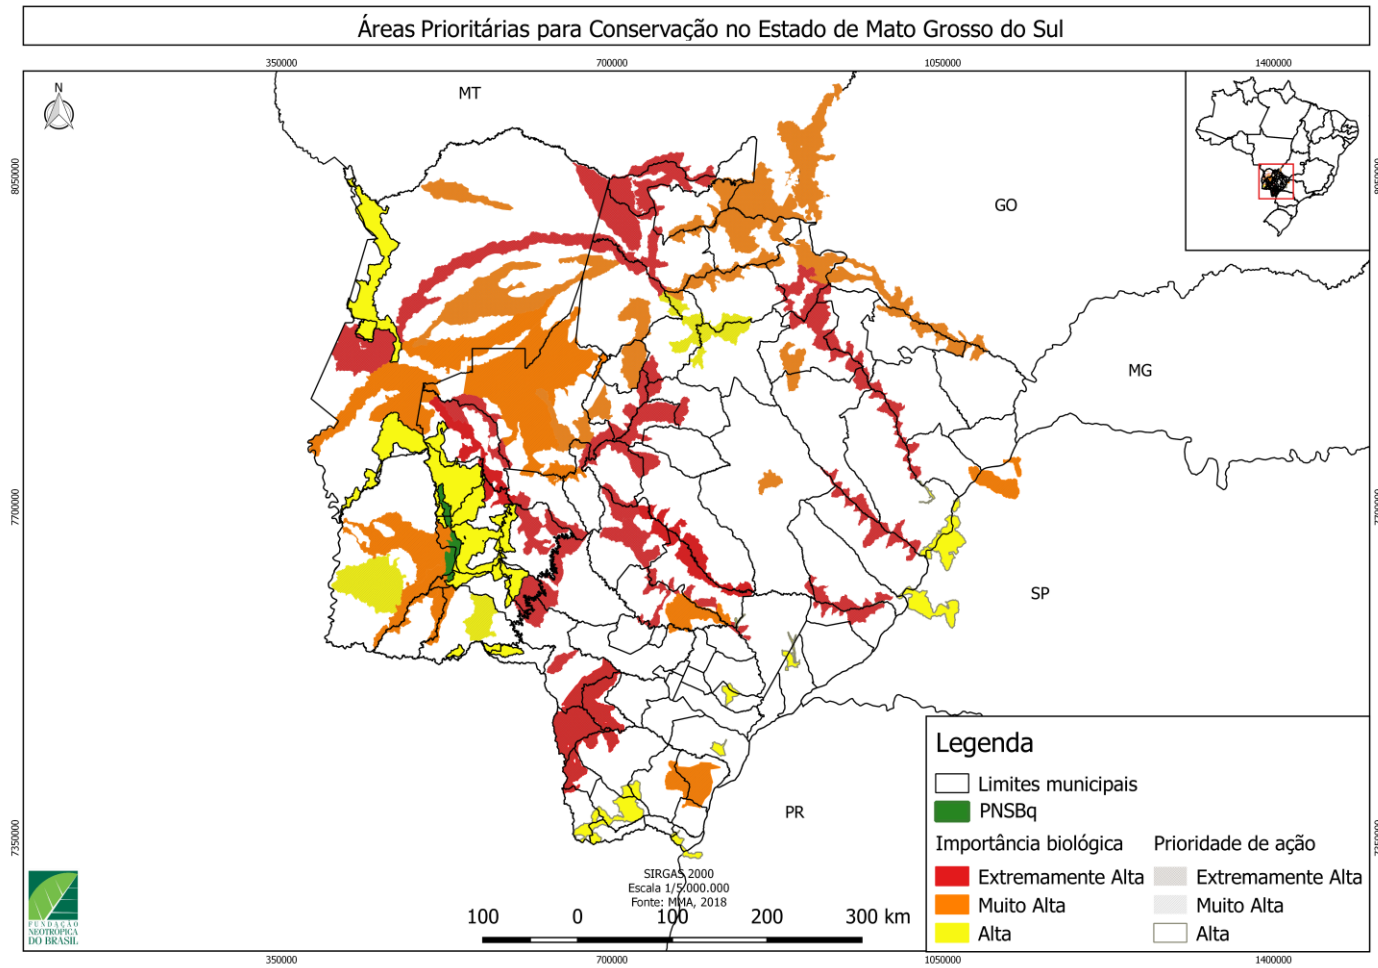 Áreas Prioritárias para Conservação no Estado de Mato Grosso do Sul
350000 700000 1050000 1400000
N
MT
8050000
GO
MG
7700000 7700000
SP
PR
7350000
Legenda
Limites municipais
PNSBq
Importância biológica Prioridade de ação
Extremamente Alta Extremamente Alta
Muito Alta Muito Alta
Alta Alta
SIRGAS 2000
Escala 1/5.000.000
Fonte: MMA, 2018
100 0 100 200 300 km
FUNDAÇÃO
NEOTRÓPICA
DO BRASIL
350000 700000 1050000 1400000